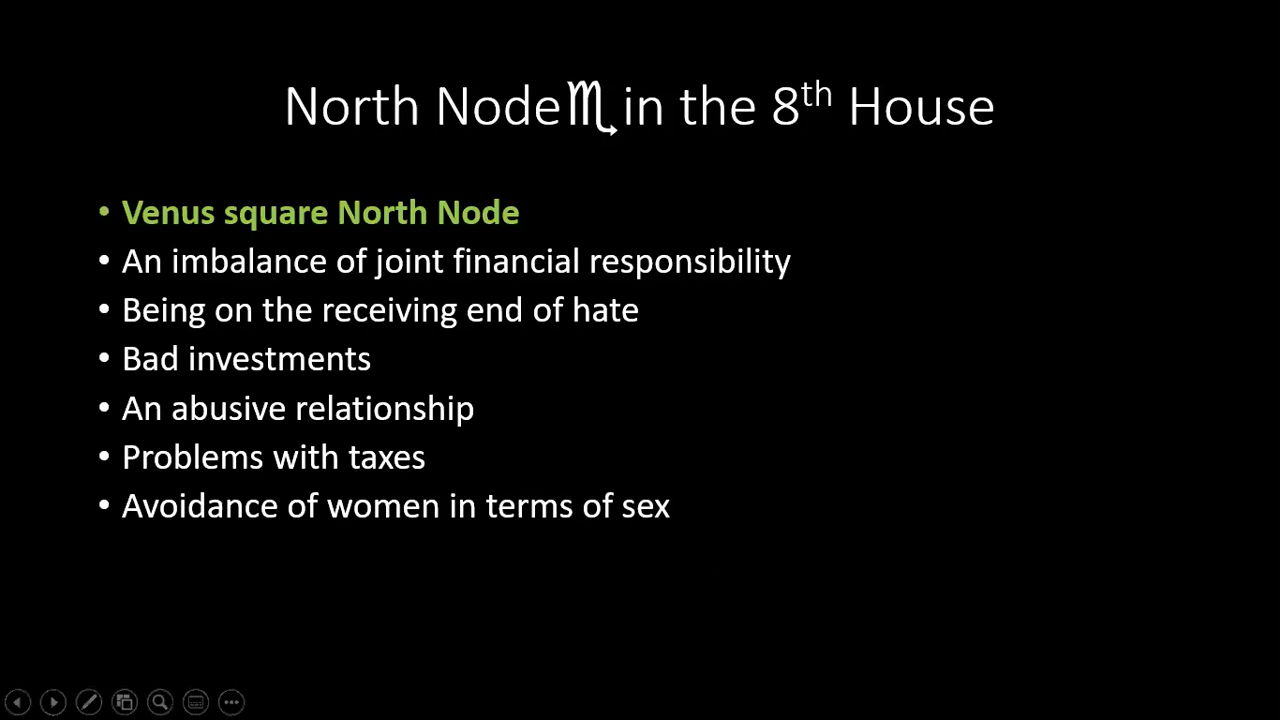 North Node♏in the 8th House
• Venus square North Node
• An imbalance of joint financial responsibility
• Being on the receiving end of hate
• Bad investments
• An abusive relationship
• Problems with taxes
• Avoidance of women in terms of sex